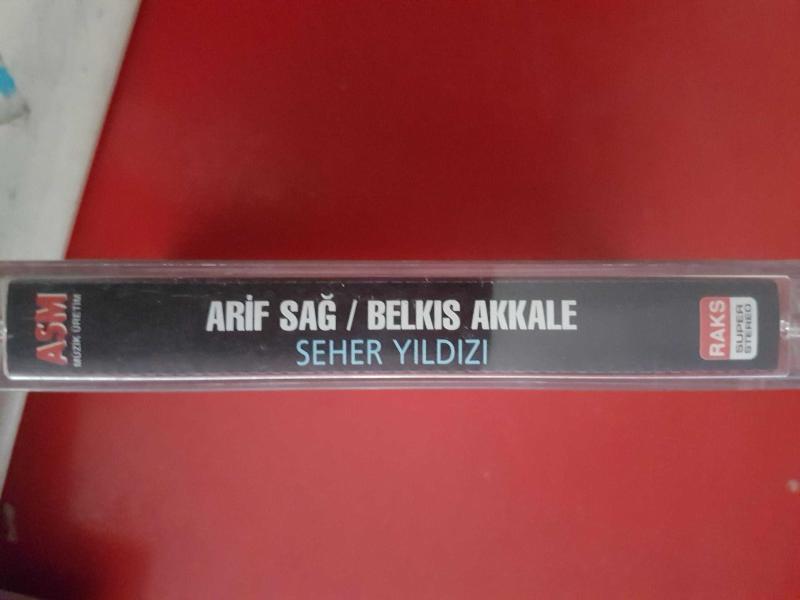 ASM
MÜZİK ÜRETİM
ARİF SAĞ / BELKIS AKKALE
SEHER YILDIZI
RAKS
SUPER
STEREO